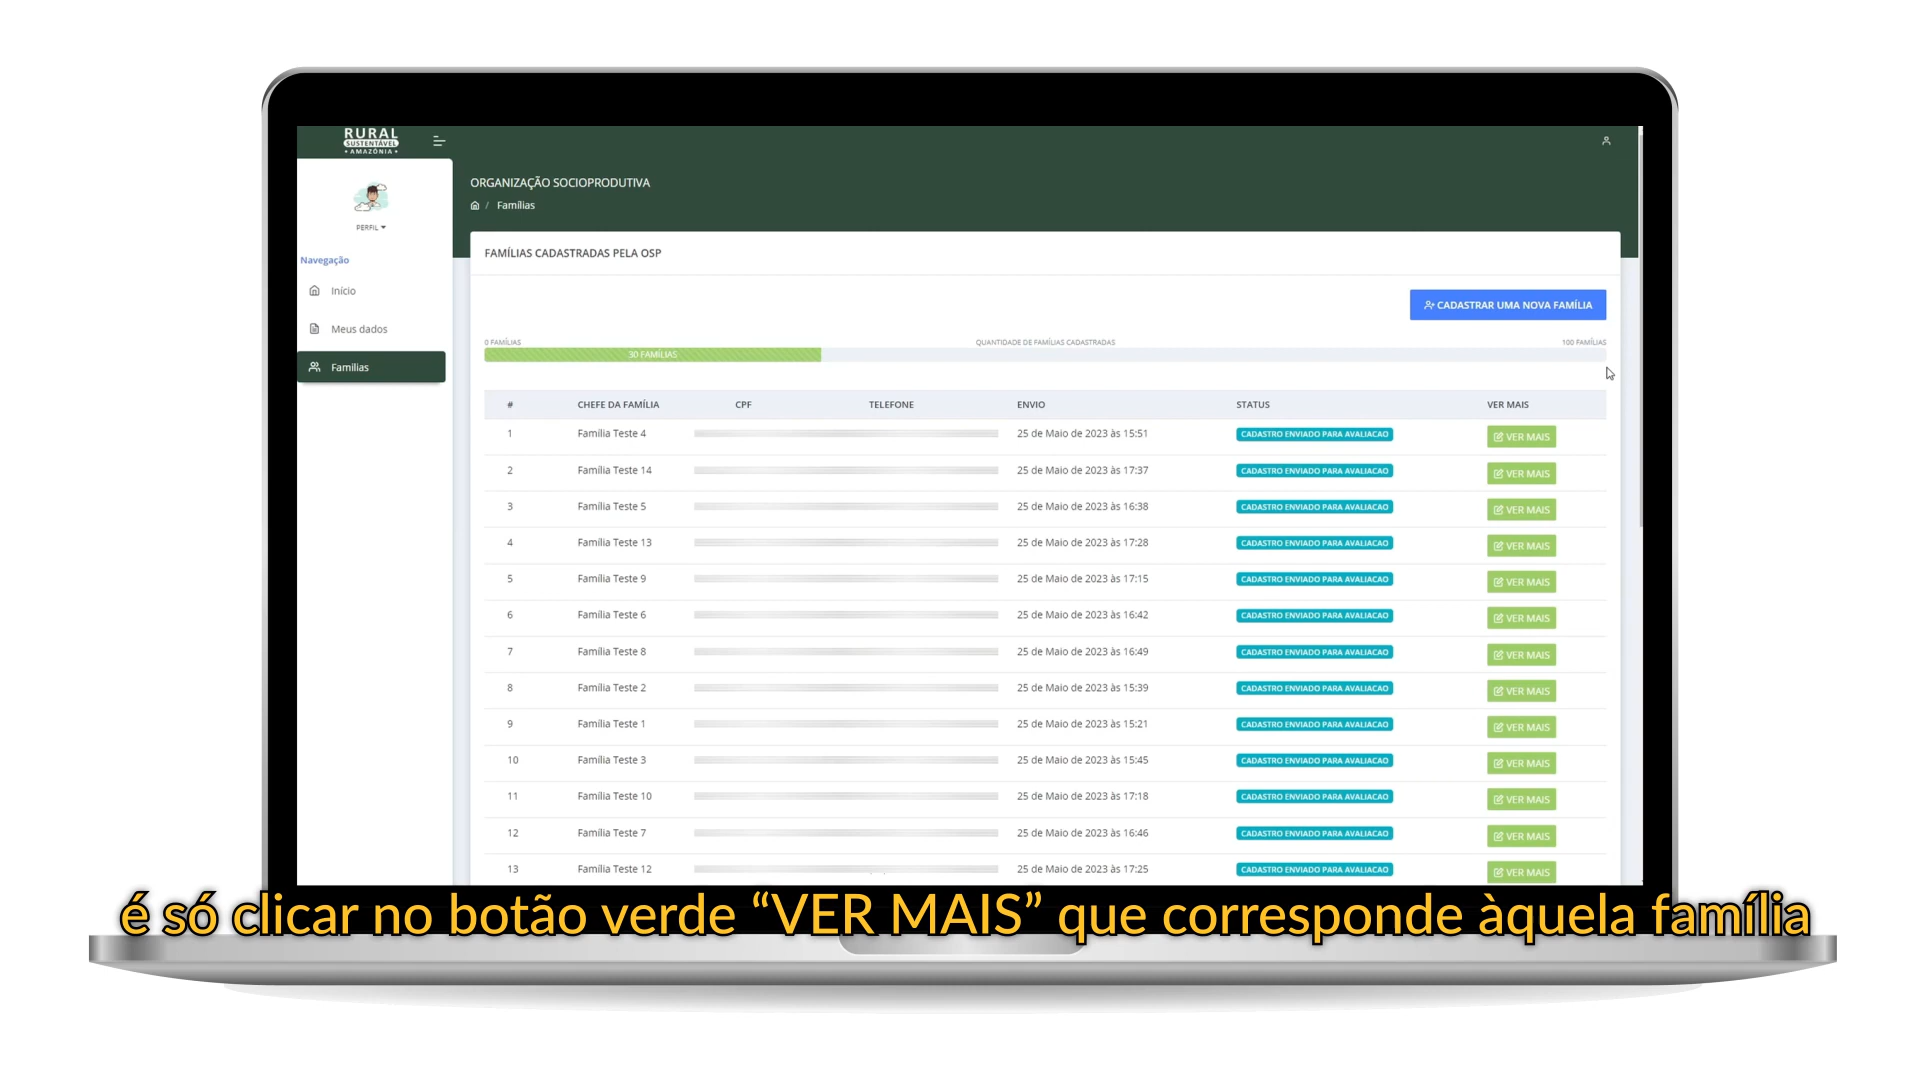 RURAL
SUSTENTÁVEL
• AMAZÔNIA •
PERFIL
Navegação
Início
Meus dados
Familias
ORGANIZAÇÃO SOCIOPRODUTIVA
/ Famílias
FAMÍLIAS CADASTRADAS PELA OSP
CADASTRAR UMA NOVA FAMÍLIA
0 FAMÍLIAS QUANTIDADE DE FAMÍLIAS CADASTRADAS 100 FAMÍLIAS
30 FAMÍLIAS
# CHEFE DA FAMÍLIA CPF TELEFONE ENVIO STATUS VER MAIS
1 Família Teste 4 25 de Maio de 2023 às 15:51 CADASTRO ENVIADO PARA AVALIACAO VER MAIS
2 Família Teste 14 25 de Maio de 2023 às 17:37 CADASTRO ENVIADO PARA AVALIACAO VER MAIS
3 Família Teste 5 25 de Maio de 2023 às 16:38 CADASTRO ENVIADO PARA AVALIACAO VER MAIS
4 Família Teste 13 25 de Maio de 2023 às 17:28 CADASTRO ENVIADO PARA AVALIACAO VER MAIS
5 Família Teste 9 25 de Maio de 2023 às 17:15 CADASTRO ENVIADO PARA AVALIACAO VER MAIS
6 Família Teste 6 25 de Maio de 2023 às 16:42 CADASTRO ENVIADO PARA AVALIACAO VER MAIS
7 Família Teste 8 25 de Maio de 2023 às 16:49 CADASTRO ENVIADO PARA AVALIACAO VER MAIS
8 Família Teste 2 25 de Maio de 2023 às 15:39 CADASTRO ENVIADO PARA AVALIACAO VER MAIS
9 Família Teste 1 25 de Maio de 2023 às 15:21 CADASTRO ENVIADO PARA AVALIACAO VER MAIS
10 Família Teste 3 25 de Maio de 2023 às 15:45 CADASTRO ENVIADO PARA AVALIACAO VER MAIS
11 Família Teste 10 25 de Maio de 2023 às 17:18 CADASTRO ENVIADO PARA AVALIACAO VER MAIS
12 Família Teste 7 25 de Maio de 2023 às 16:46 CADASTRO ENVIADO PARA AVALIACAO VER MAIS
13 Família Teste 12 25 de Maio de 2023 às 17:25 CADASTRO ENVIADO PARA AVALIACAO VER MAIS
é só clicar no botão verde “VER MAIS” que corresponde àquela família